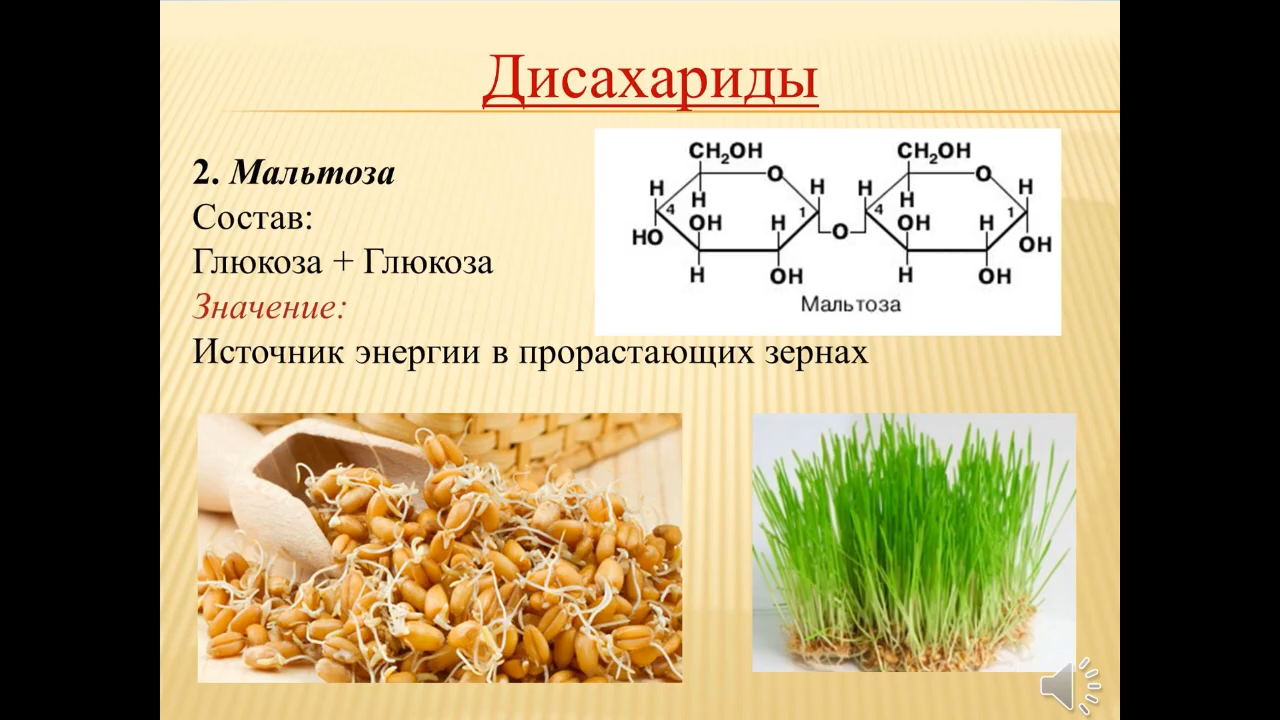 Дисахариды
2. Мальтоза
Состав:
Глюкоза + Глюкоза
Значение:
Источник энергии в прорастающих зернах
CH₂OH CH₂OH
O O
H H H H
H H
4 OH H 1 4 OH H 1
HO O OH
H OH H OH
Мальтоза